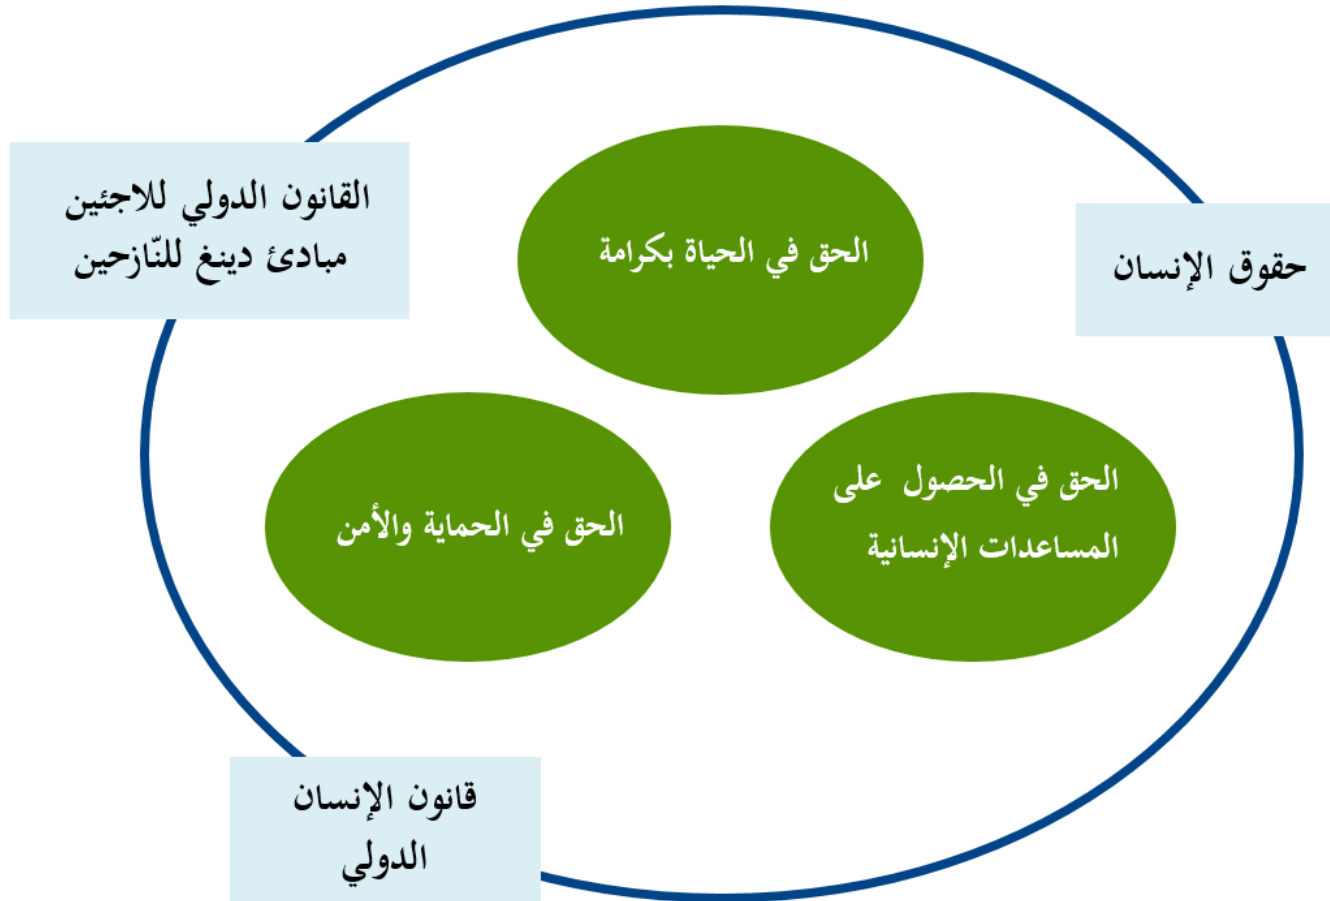 حقوق الإنسان
القانون الدولي للاجئين
مبادئ دينغ للنّازحين
الحق في الحياة بكرامة
الحق في الحصول على
المساعدات الإنسانية
الحق في الحماية والأمن
قانون الإنسان
الدولي